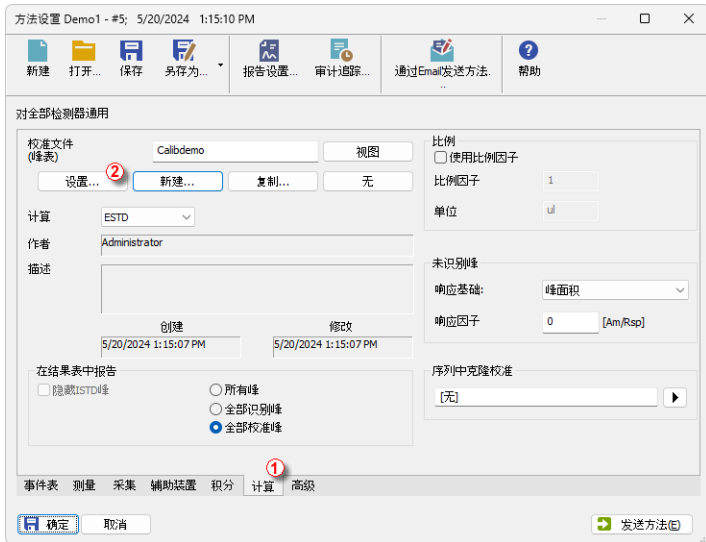 方法设置 Demo1 - #5;  5/20/2024  1:15:10 PM
新建 打开... 保存 另存为... 报告设置... 审计追踪... 通过Email发送方法... 帮助
对全部检测器通用
校准文件
(峰表)
Calibdemo
视图
② 设置... 新建... 复制... 无
计算 ESTD
作者 Administrator
描述
创建 修改
5/20/2024 1:15:07 PM 5/20/2024 1:15:07 PM
在结果表中报告
隐藏ISTD峰 所有峰
全部识别峰
全部校准峰
比例
使用比例因子
比例因子 1
单位 ul
未识别峰
响应基础: 峰面积
响应因子 0 [Am/Rsp]
序列中克隆校准
[无]
①
事件表 测量 采集 辅助装置 积分 计算 高级
确定 取消 发送方法(E)